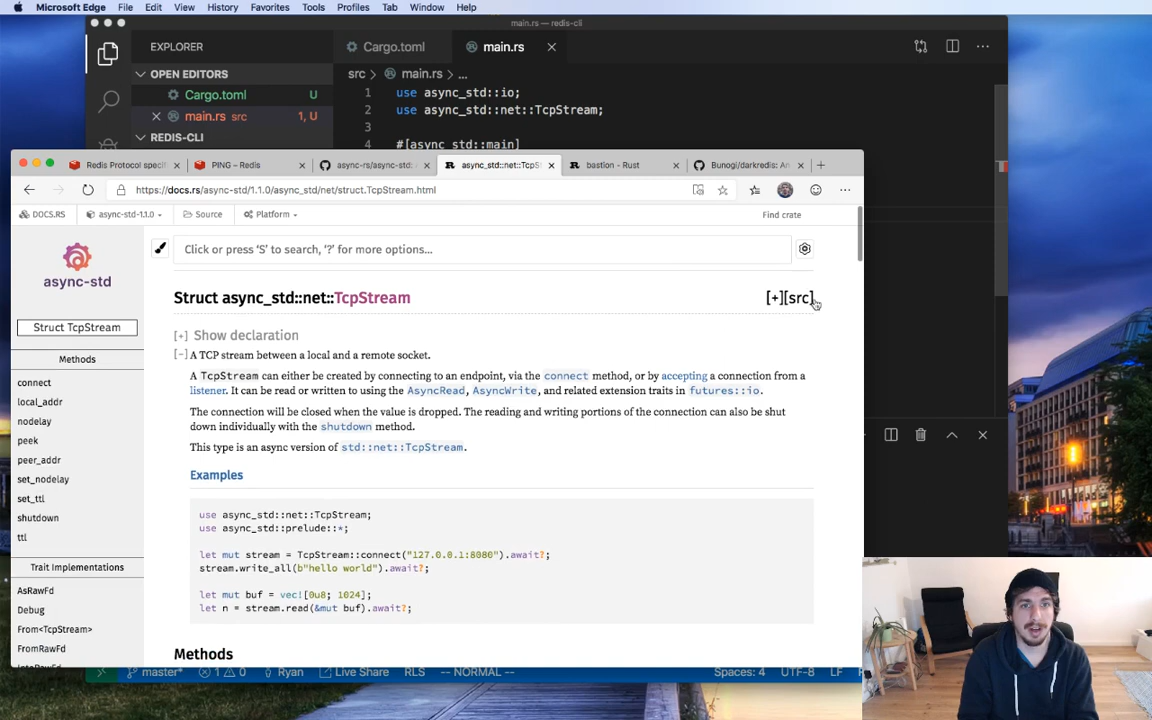 Microsoft Edge File Edit View History Favorites Tools Profiles Tab Window Help
main.rs — redis-cli
EXPLORER
Cargo.toml
main.rs
OPEN EDITORS
src > main.rs > ...
Cargo.toml U
1 use async_std::io;
main.rs src 1, U
2 use async_std::net::TcpStream;
REDIS-CLI
3
4 #[async_std::main]
Redis Protocol specif
PING – Redis
async-rs/async-std:
async_std::net::TcpS
bastion - Rust
Bunogi/darkredis: An
https://docs.rs/async-std/1.1.0/async_std/net/struct.TcpStream.html
DOCS.RS
async-std-1.1.0
Source
Platform
Find crate
Click or press 'S' to search, '?' for more options...
async-std
Struct TcpStream
Methods
connect
local_addr
nodelay
peek
peer_addr
set_nodelay
set_ttl
shutdown
ttl
Trait Implementations
AsRawFd
Debug
From<TcpStream>
FromRawFd
IntoRawFd
Struct async_std::net::TcpStream
[+][src]
[+] Show declaration
[-] A TCP stream between a local and a remote socket.
A TcpStream can either be created by connecting to an endpoint, via the connect method, or by accepting a connection from a
listener. It can be read or written to using the AsyncRead, AsyncWrite, and related extension traits in futures::io.
The connection will be closed when the value is dropped. The reading and writing portions of the connection can also be shut
down individually with the shutdown method.
This type is an async version of std::net::TcpStream.
Examples
use async_std::net::TcpStream;
use async_std::prelude::*;
let mut stream = TcpStream::connect("127.0.0.1:8080").await?;
stream.write_all(b"hello world").await?;
let mut buf = vec![0u8; 1024];
let n = stream.read(&mut buf).await?;
Methods
master* 1 0 Ryan Live Share RLS -- NORMAL -- Spaces: 4 UTF-8 LF